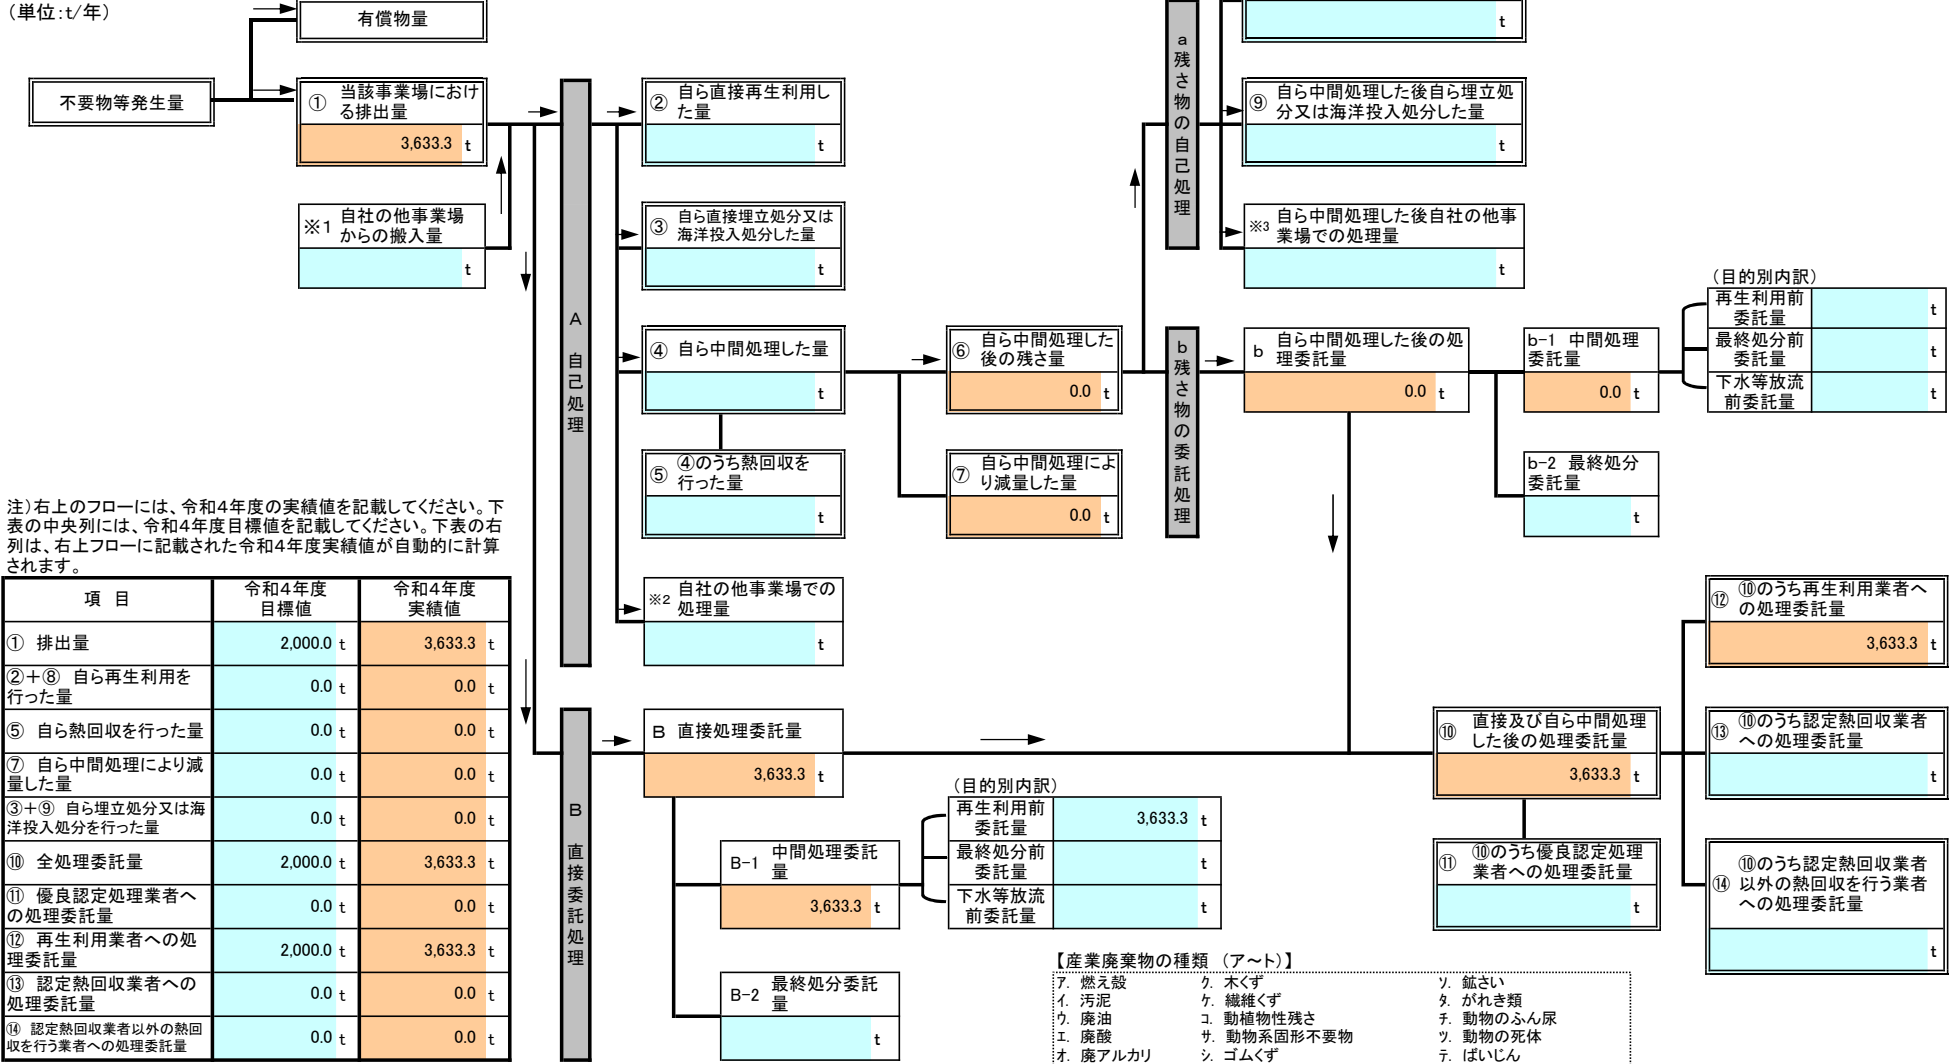 （単位：t/年）
有償物量
不要物等発生量
①
当該事業場におけ
る排出量
3,633.3 t
※1
自社の他事業場
からの搬入量
t
A
自己処理
②
自ら直接再生利用し
た量
t
③
自ら直接埋立処分又は
海洋投入処分した量
t
④ 自ら中間処理した量
t
⑤
④のうち熱回収を
行った量
t
※2
自社の他事業場での
処理量
t
⑥
自ら中間処理した
後の残さ量
0.0 t
⑦
自ら中間処理によ
り減量した量
0.0 t
a
残さ物の自己処理
t
⑨
自ら中間処理した後自ら埋立処
分又は海洋投入処分した量
t
※3
自ら中間処理した後自社の他事
業場での処理量
t
b
残さ物の委託処理
b
自ら中間処理した後の処
理委託量
0.0 t
b-1 中間処理
委託量
0.0 t
（目的別内訳）
再生利用前
委託量
t
最終処分前
委託量
t
下水等放流
前委託量
t
b-2 最終処分
委託量
t
注）右上のフローには、令和4年度の実績値を記載してください。下
表の中央列には、令和4年度目標値を記載してください。下表の右
列は、右上フローに記載された令和4年度実績値が自動的に計算
されます。
項 目
令和4年度
目標値
令和4年度
実績値
① 排出量
2,000.0 t
3,633.3 t
②＋⑧ 自ら再生利用を
行った量
0.0 t
0.0 t
⑤ 自ら熱回収を行った量
0.0 t
0.0 t
⑦ 自ら中間処理により減
量した量
0.0 t
0.0 t
③＋⑨ 自ら埋立処分又は海
洋投入処分を行った量
0.0 t
0.0 t
⑩ 全処理委託量
2,000.0 t
3,633.3 t
⑪ 優良認定処理業者へ
の処理委託量
0.0 t
0.0 t
⑫ 再生利用業者への処
理委託量
2,000.0 t
3,633.3 t
⑬ 認定熱回収業者への
処理委託量
0.0 t
0.0 t
⑭ 認定熱回収業者以外の熱回
収を行う業者への処理委託量
0.0 t
0.0 t
B
直接委託処理
B 直接処理委託量
3,633.3 t
B-1
中間処理委託
量
3,633.3 t
（目的別内訳）
再生利用前
委託量
3,633.3 t
最終処分前
委託量
t
下水等放流
前委託量
t
B-2
最終処分委託
量
t
⑩
直接及び自ら中間処理
した後の処理委託量
3,633.3 t
⑪
⑩のうち優良認定処理
業者への処理委託量
t
⑫
⑩のうち再生利用業者へ
の処理委託量
3,633.3 t
⑬
⑩のうち認定熱回収業者
への処理委託量
t
⑭
⑩のうち認定熱回収業者
以外の熱回収を行う業者
への処理委託量
t
【産業廃棄物の種類 （ア～ト）】
ア. 燃え殻
イ. 汚泥
ウ. 廃油
エ. 廃酸
オ. 廃アルカリ
ク. 木くず
ケ. 繊維くず
コ. 動植物性残さ
サ. 動物系固形不要物
シ. ゴムくず
ソ. 鉱さい
タ. がれき類
チ. 動物のふん尿
ツ. 動物の死体
テ. ばいじん